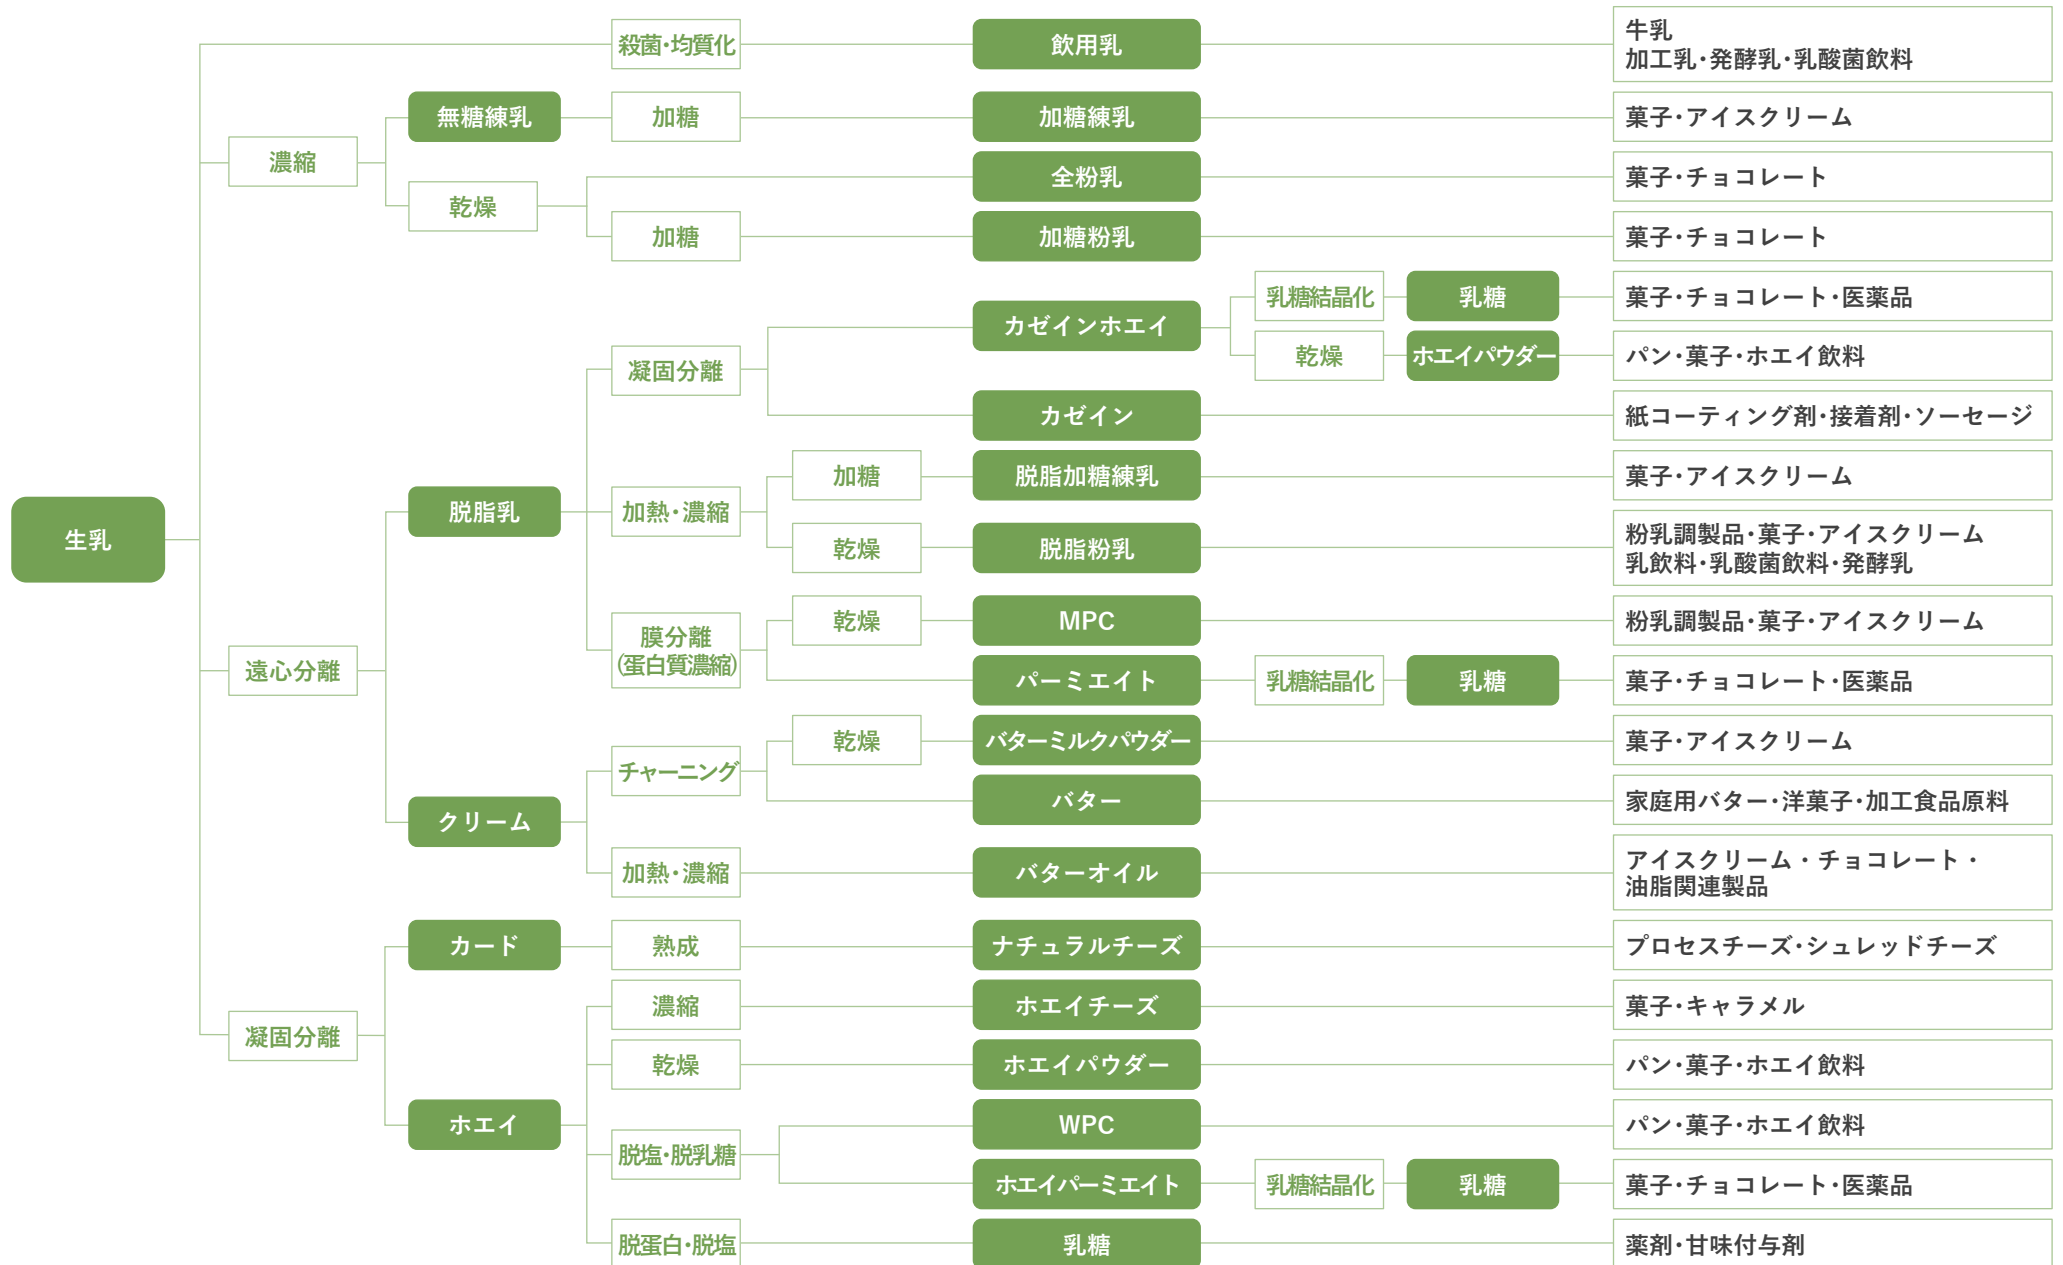 殺菌・均質化
飲用乳
牛乳
加工乳・発酵乳・乳酸菌飲料
無糖練乳
加糖
加糖練乳
菓子・アイスクリーム
濃縮
全粉乳
菓子・チョコレート
乾燥
加糖
加糖粉乳
菓子・チョコレート
カゼインホエイ
乳糖結晶化
乳糖
菓子・チョコレート・医薬品
乾燥
ホエイパウダー
パン・菓子・ホエイ飲料
凝固分離
カゼイン
紙コーティング剤・接着剤・ソーセージ
加糖
脱脂加糖練乳
菓子・アイスクリーム
生乳
脱脂乳
加熱・濃縮
乾燥
脱脂粉乳
粉乳調製品・菓子・アイスクリーム
乳飲料・乳酸菌飲料・発酵乳
膜分離
（蛋白質濃縮）
乾燥
MPC
粉乳調製品・菓子・アイスクリーム
遠心分離
パーミエイト
乳糖結晶化
乳糖
菓子・チョコレート・医薬品
チャーニング
乾燥
バターミルクパウダー
菓子・アイスクリーム
バター
家庭用バター・洋菓子・加工食品原料
クリーム
加熱・濃縮
バターオイル
アイスクリーム・チョコレート・
油脂関連製品
カード
熟成
ナチュラルチーズ
プロセスチーズ・シュレッドチーズ
濃縮
ホエイチーズ
菓子・キャラメル
凝固分離
乾燥
ホエイパウダー
パン・菓子・ホエイ飲料
ホエイ
脱塩・脱乳糖
WPC
パン・菓子・ホエイ飲料
ホエイパーミエイト
乳糖結晶化
乳糖
菓子・チョコレート・医薬品
脱蛋白・脱塩
乳糖
薬剤・甘味付与剤